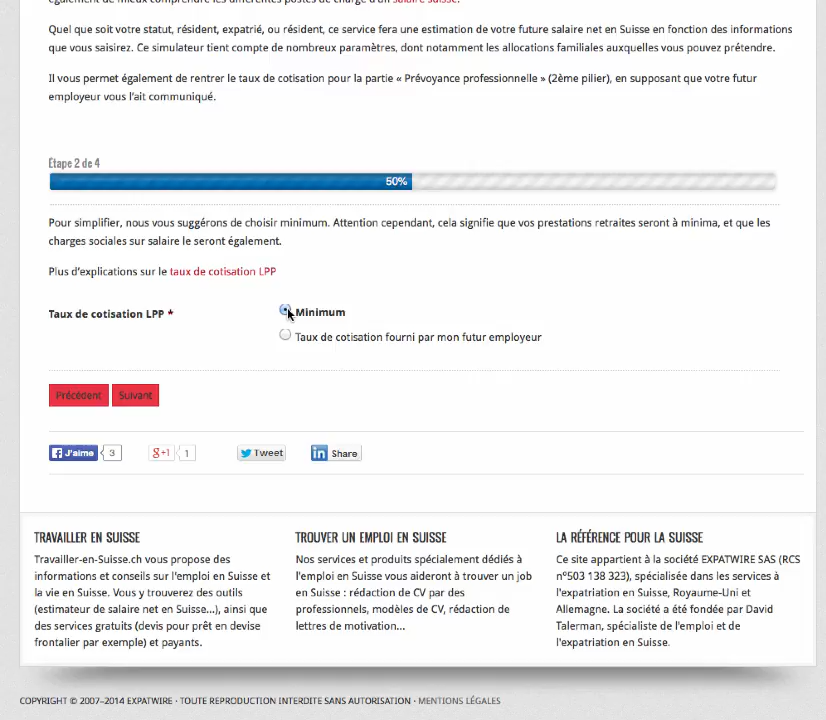 salaire suisse.
Quel que soit votre statut, résident, expatrié, ou résident, ce service fera une estimation de votre future salaire net en Suisse en fonction des informations
que vous saisirez. Ce simulateur tient compte de nombreux paramètres, dont notamment les allocations familiales auxquelles vous pouvez prétendre.
Il vous permet également de rentrer le taux de cotisation pour la partie « Prévoyance professionnelle » (2ème pilier), en supposant que votre futur
employeur vous l'ait communiqué.
Étape 2 de 4
50%
Pour simplifier, nous vous suggérons de choisir minimum. Attention cependant, cela signifie que vos prestations retraites seront à minima, et que les
charges sociales sur salaire le seront également.
Plus d'explications sur le taux de cotisation LPP
Taux de cotisation LPP *
Minimum
Taux de cotisation fourni par mon futur employeur
Précédent Suivant
J'aime 3 g+1 1 Tweet in Share
TRAVAILLER EN SUISSE
Travailler-en-Suisse.ch vous propose des
informations et conseils sur l'emploi en Suisse et
la vie en Suisse. Vous y trouverez des outils
(estimateur de salaire net en Suisse...), ainsi que
des services gratuits (devis pour prêt en devise
frontalier par exemple) et payants.
TROUVER UN EMPLOI EN SUISSE
Nos services et produits spécialement dédiés à
l'emploi en Suisse vous aideront à trouver un job
en Suisse : rédaction de CV par des
professionnels, modèles de CV, rédaction de
lettres de motivation...
LA RÉFÉRENCE POUR LA SUISSE
Ce site appartient à la société EXPATWIRE SAS (RCS
n°503 138 323), spécialisée dans les services à
l'expatriation en Suisse, Royaume-Uni et
Allemagne. La société a été fondée par David
Talerman, spécialiste de l'emploi et de
l'expatriation en Suisse.
COPYRIGHT © 2007-2014 EXPATWIRE · TOUTE REPRODUCTION INTERDITE SANS AUTORISATION · MENTIONS LÉGALES